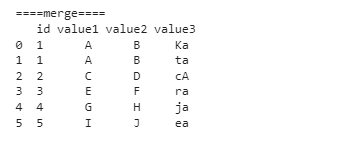 ====merge====
id value1 value2 value3
0 1 A B Ka
1 1 A B ta
2 2 C D cA
3 3 E F ra
4 4 G H ja
5 5 I J ea